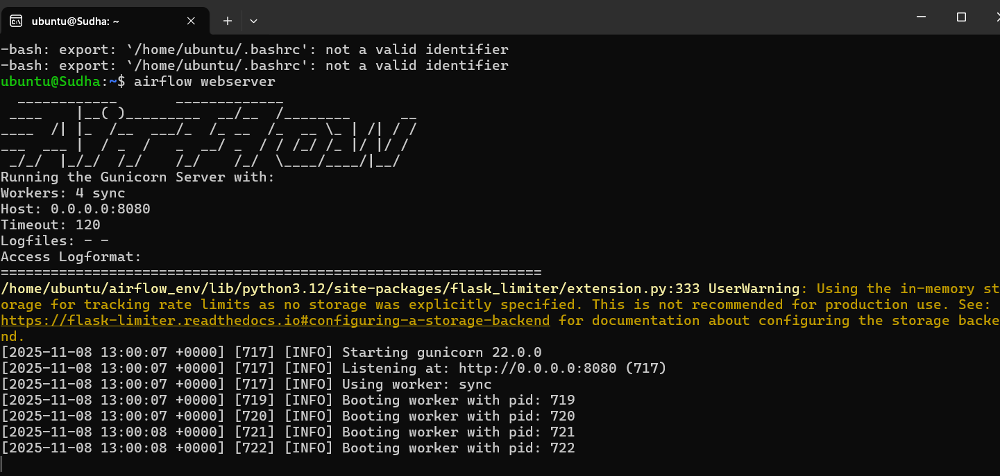 ubuntu@Sudha: ~
-bash: export: `/home/ubuntu/.bashrc': not a valid identifier
-bash: export: `/home/ubuntu/.bashrc': not a valid identifier
ubuntu@Sudha:~$ airflow webserver
  ____________       _____________
 ____    |__( )_________  __/__  /________      __
____  /| |_  /__  ___/_  /_ __  /_  __ \_ | /| / /
___  ___ |  / _  /   _  __/ _  / / /_/ /_ |/ |/ /
 _/_/  |_/_/  /_/    /_/    /_/  \____/____/|__/
Running the Gunicorn Server with:
Workers: 4 sync
Host: 0.0.0.0:8080
Timeout: 120
Logfiles: - -
Access Logformat:
=================================================================
/home/ubuntu/airflow_env/lib/python3.12/site-packages/flask_limiter/extension.py:333 UserWarning: Using the in-memory st
orage for tracking rate limits as no storage was explicitly specified. This is not recommended for production use. See:
https://flask-limiter.readthedocs.io#configuring-a-storage-backend for documentation about configuring the storage backe
nd.
[2025-11-08 13:00:07 +0000] [717] [INFO] Starting gunicorn 22.0.0
[2025-11-08 13:00:07 +0000] [717] [INFO] Listening at: http://0.0.0.0:8080 (717)
[2025-11-08 13:00:07 +0000] [717] [INFO] Using worker: sync
[2025-11-08 13:00:07 +0000] [719] [INFO] Booting worker with pid: 719
[2025-11-08 13:00:07 +0000] [720] [INFO] Booting worker with pid: 720
[2025-11-08 13:00:08 +0000] [721] [INFO] Booting worker with pid: 721
[2025-11-08 13:00:08 +0000] [722] [INFO] Booting worker with pid: 722